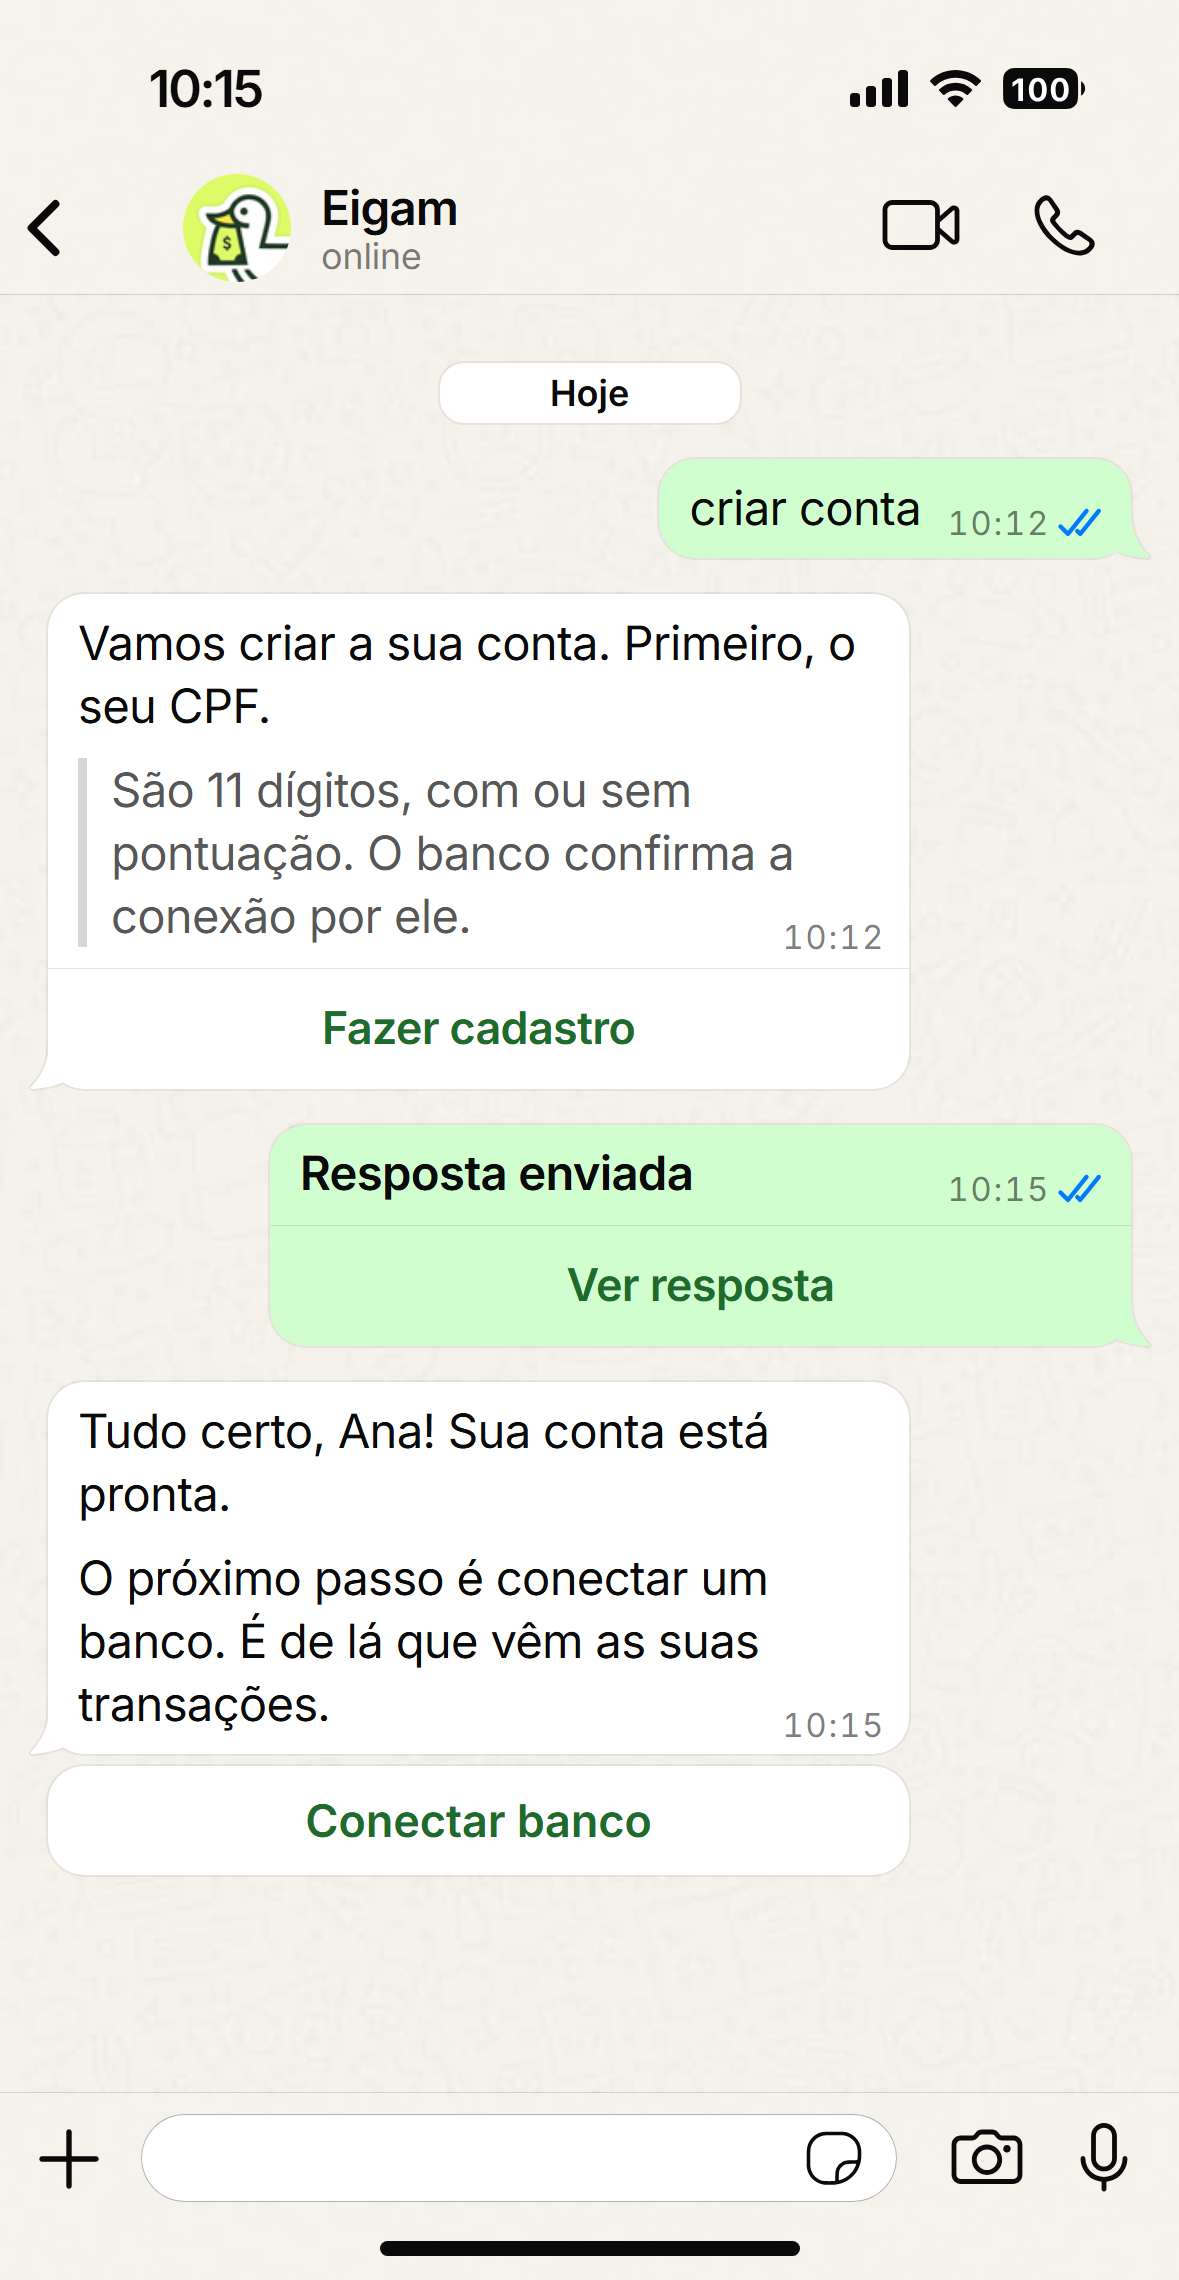 10:15
100
Eigam
online
$
Hoje
criar conta
10:12
Vamos criar a sua conta. Primeiro, o
seu CPF.
São 11 dígitos, com ou sem
pontuação. O banco confirma a
conexão por ele.
10:12
Fazer cadastro
Resposta enviada
10:15
Ver resposta
Tudo certo, Ana! Sua conta está
pronta.
O próximo passo é conectar um
banco. É de lá que vêm as suas
transações.
10:15
Conectar banco